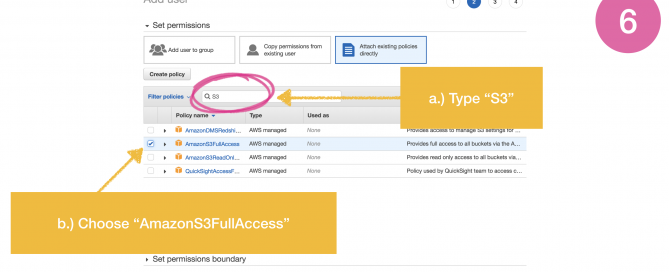 Add user
1 2 3 4
6
Set permissions
Add user to group
Copy permissions from existing user
Attach existing policies directly
Create policy
Filter policies
S3
a.) Type “S3”
Policy name Type Used as
AmazonDMSRedshi... AWS managed None Provides access to manage S3 settings for ...
AmazonS3FullAccess AWS managed None Provides full access to all buckets via the A...
AmazonS3ReadOnl... AWS managed None Provides read only access to all buckets via...
QuickSightAccessF... AWS managed None Policy used by QuickSight team to access c...
b.) Choose “AmazonS3FullAccess”
Set permissions boundary